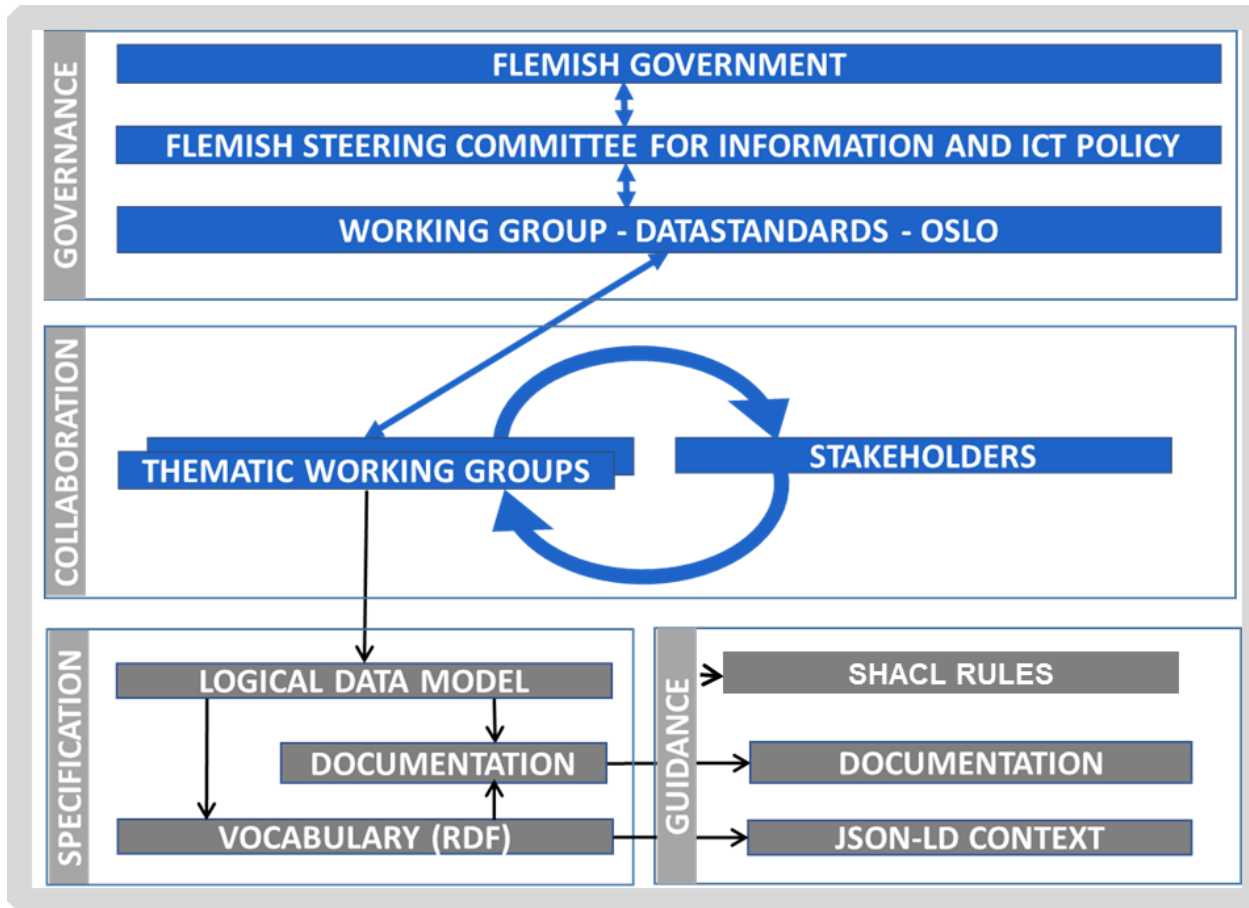 GOVERNANCE
FLEMISH GOVERNMENT
FLEMISH STEERING COMMITTEE FOR INFORMATION AND ICT POLICY
WORKING GROUP - DATASTANDARDS - OSLO
COLLABORATION
THEMATIC WORKING GROUPS
STAKEHOLDERS
SPECIFICATION
LOGICAL DATA MODEL
DOCUMENTATION
VOCABULARY (RDF)
GUIDANCE
SHACL RULES
DOCUMENTATION
JSON-LD CONTEXT